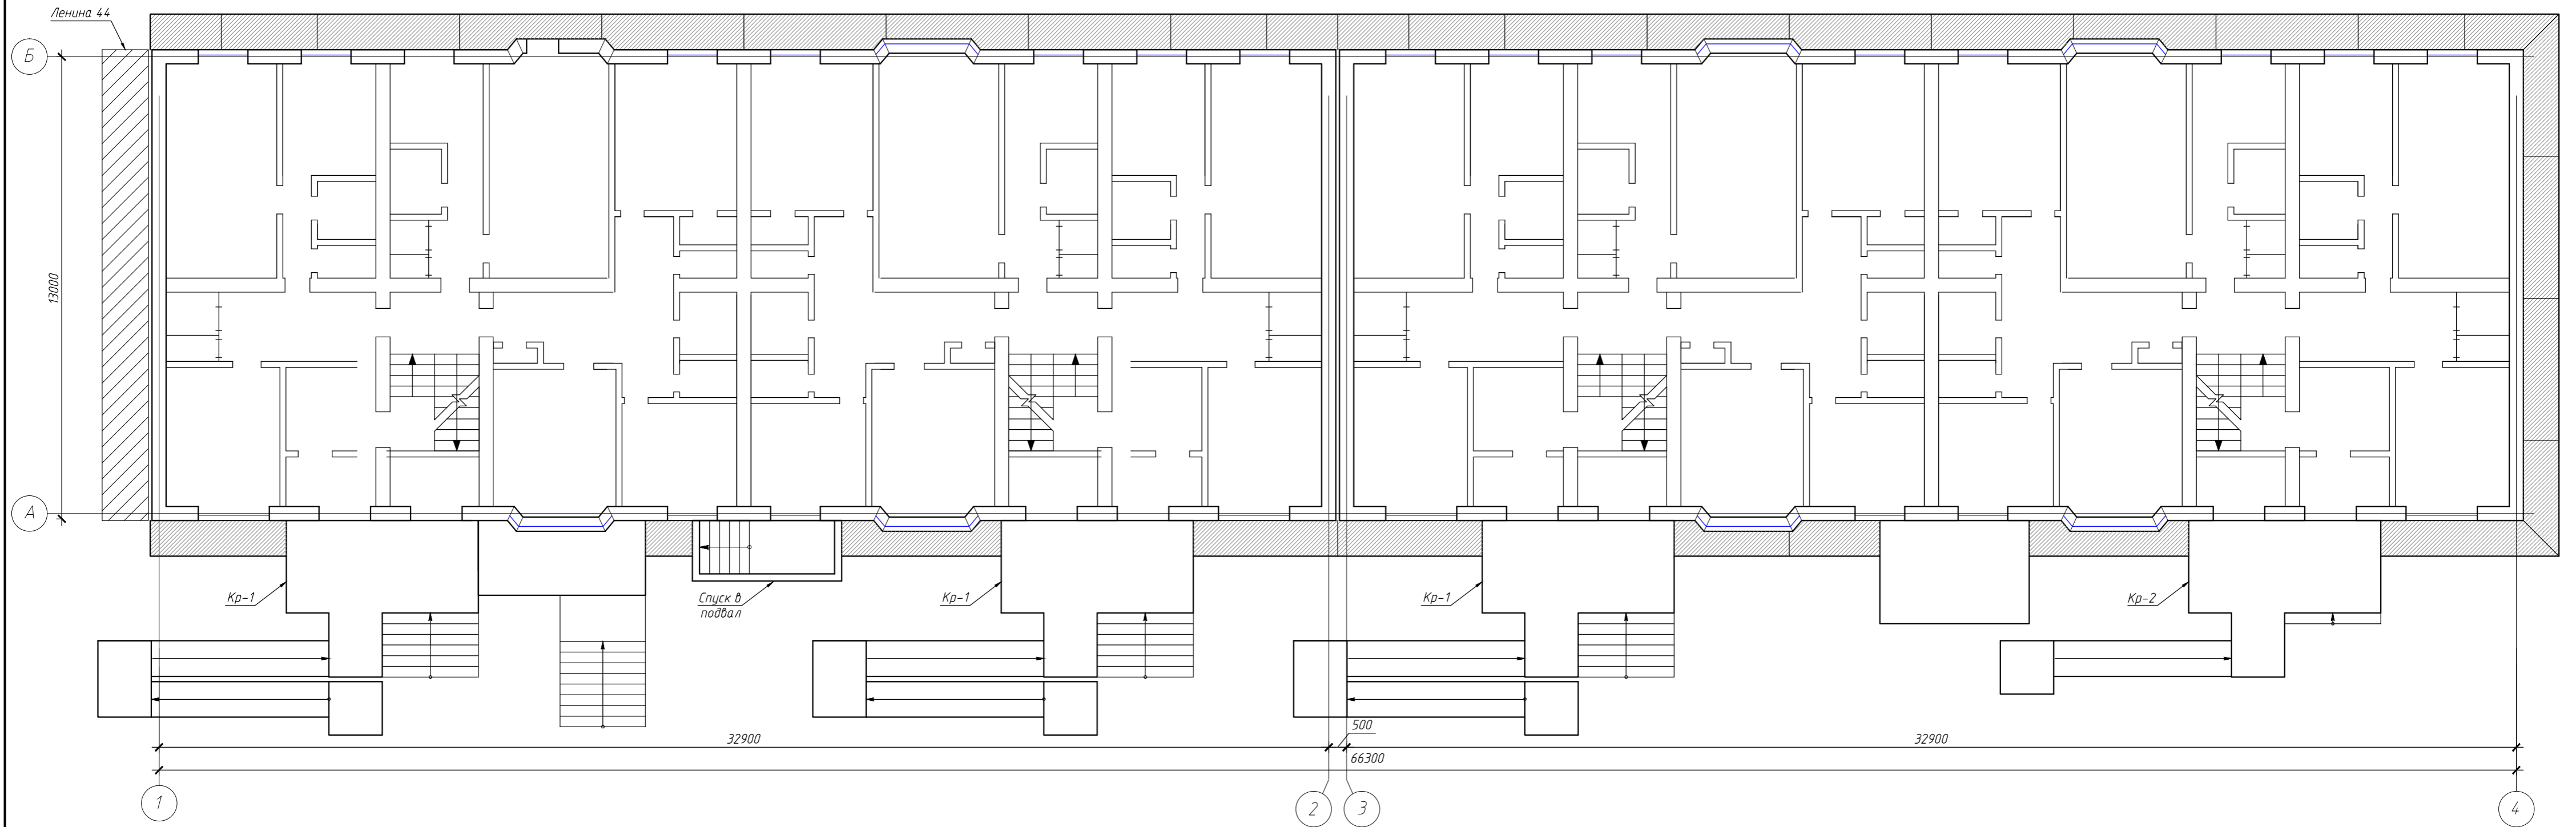 Ленина 44
Б
13000
А
Кр-1
Спуск в
подвал
Кр-1
Кр-1
Кр-2
500
32900
32900
66300
1
2
3
4